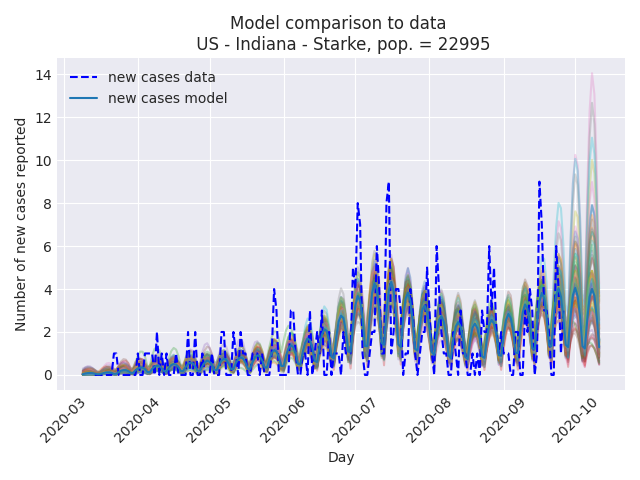 Model comparison to data
US - Indiana - Starke, pop. = 22995
new cases data
new cases model
Number of new cases reported
14
12
10
8
6
4
2
0
2020-03
2020-04
2020-05
2020-06
2020-07
2020-08
2020-09
2020-10
Day